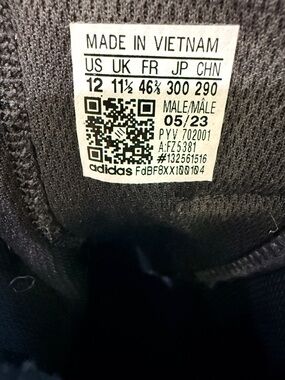 MADE IN VIETNAM
US UK FR JP CHN
12 11½ 46⅔ 300 290
MALE/MÂLE
05/23
PYV 702001
A:FZ5381
#132561516
adidas FdBF8XXI00104